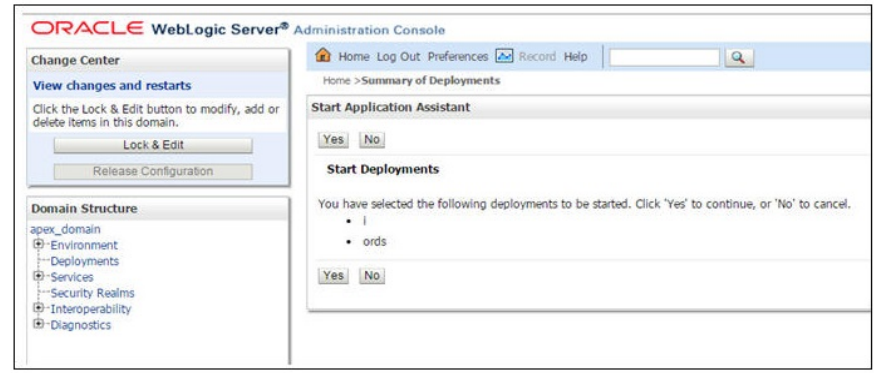 ORACLE WebLogic Server® Administration Console
Change Center
View changes and restarts
Click the Lock & Edit button to modify, add or
delete items in this domain.
Lock & Edit
Release Configuration
Domain Structure
apex_domain
Environment
Deployments
Services
Security Realms
Interoperability
Diagnostics
Home Log Out Preferences Record Help
Home >Summary of Deployments
Start Application Assistant
Yes No
Start Deployments
You have selected the following deployments to be started. Click 'Yes' to continue, or 'No' to cancel.
• i
• ords
Yes No